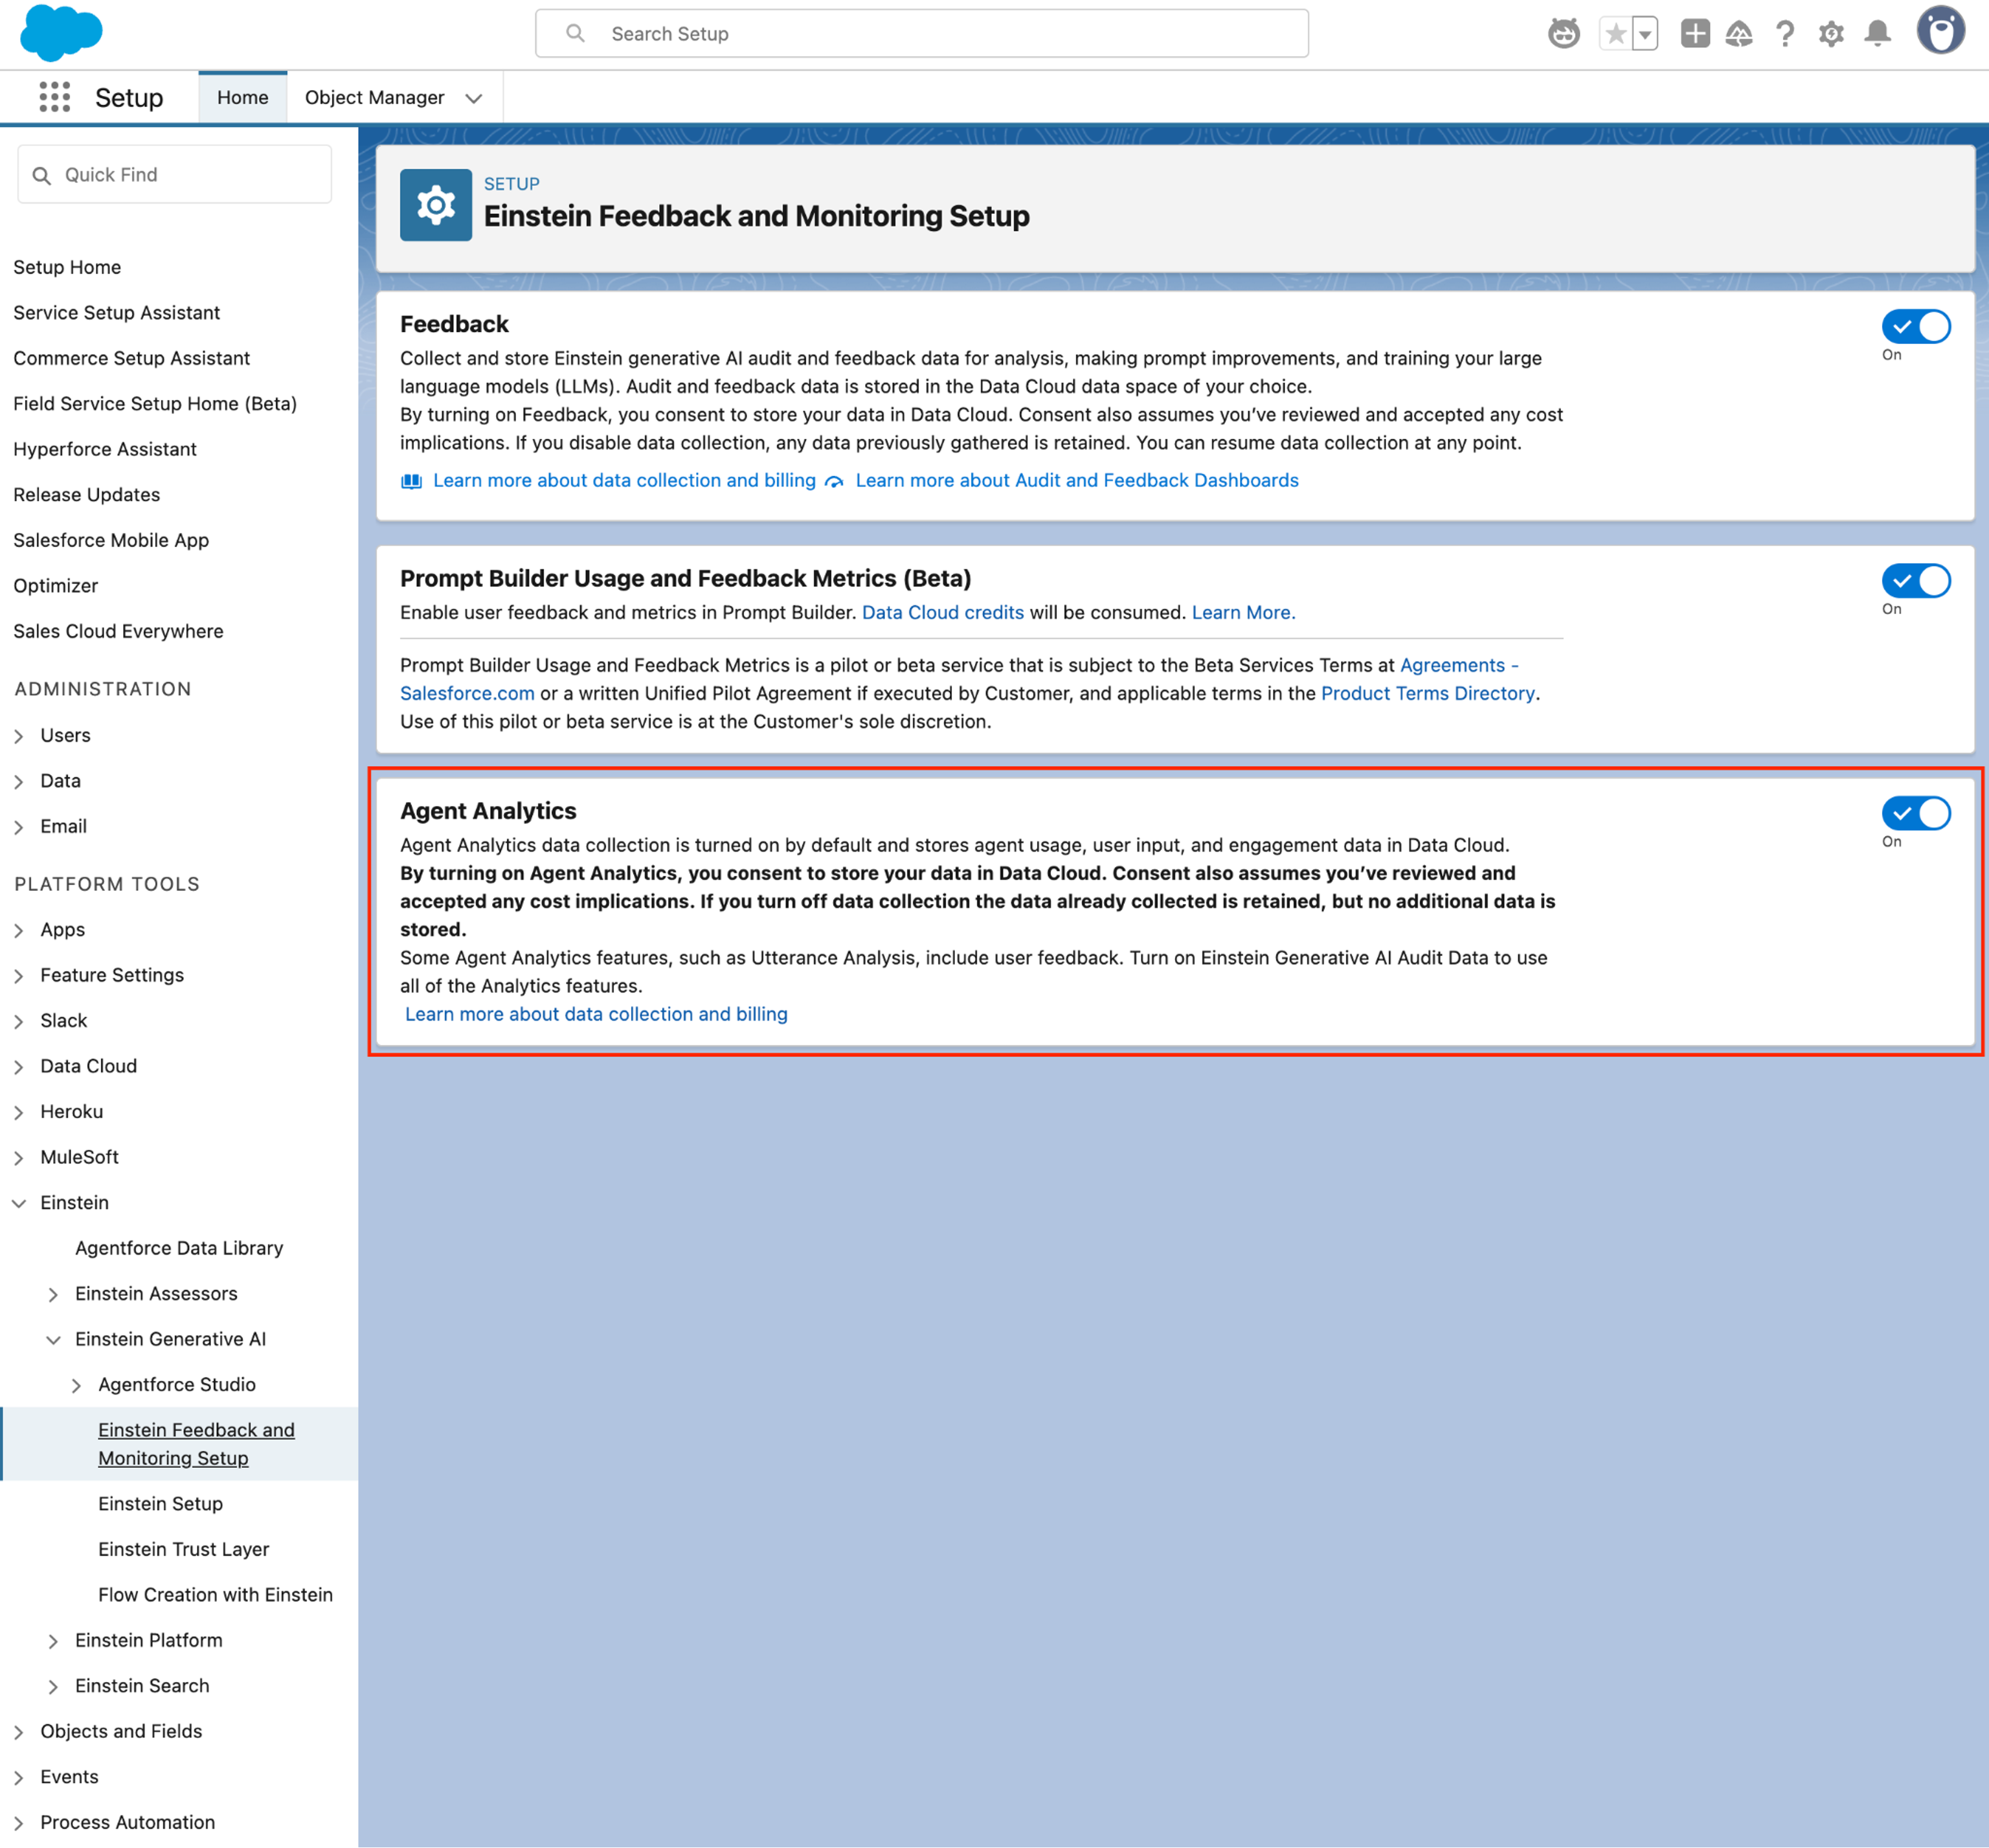 Search Setup
Setup
Home
Object Manager
Quick Find
Setup Home
Service Setup Assistant
Commerce Setup Assistant
Field Service Setup Home (Beta)
Hyperforce Assistant
Release Updates
Salesforce Mobile App
Optimizer
Sales Cloud Everywhere
ADMINISTRATION
Users
Data
Email
PLATFORM TOOLS
Apps
Feature Settings
Slack
Data Cloud
Heroku
MuleSoft
Einstein
Agentforce Data Library
Einstein Assessors
Einstein Generative AI
Agentforce Studio
Einstein Feedback and
Monitoring Setup
Einstein Setup
Einstein Trust Layer
Flow Creation with Einstein
Einstein Platform
Einstein Search
Objects and Fields
Events
Process Automation
SETUP
Einstein Feedback and Monitoring Setup
Feedback
Collect and store Einstein generative AI audit and feedback data for analysis, making prompt improvements, and training your large
language models (LLMs). Audit and feedback data is stored in the Data Cloud data space of your choice.
By turning on Feedback, you consent to store your data in Data Cloud. Consent also assumes you’ve reviewed and accepted any cost
implications. If you disable data collection, any data previously gathered is retained. You can resume data collection at any point.
Learn more about data collection and billing Learn more about Audit and Feedback Dashboards
On
Prompt Builder Usage and Feedback Metrics (Beta)
Enable user feedback and metrics in Prompt Builder. Data Cloud credits will be consumed. Learn More.
On
Prompt Builder Usage and Feedback Metrics is a pilot or beta service that is subject to the Beta Services Terms at Agreements -
Salesforce.com or a written Unified Pilot Agreement if executed by Customer, and applicable terms in the Product Terms Directory.
Use of this pilot or beta service is at the Customer's sole discretion.
Agent Analytics
Agent Analytics data collection is turned on by default and stores agent usage, user input, and engagement data in Data Cloud.
By turning on Agent Analytics, you consent to store your data in Data Cloud. Consent also assumes you’ve reviewed and
accepted any cost implications. If you turn off data collection the data already collected is retained, but no additional data is
stored.
Some Agent Analytics features, such as Utterance Analysis, include user feedback. Turn on Einstein Generative AI Audit Data to use
all of the Analytics features.
Learn more about data collection and billing
On